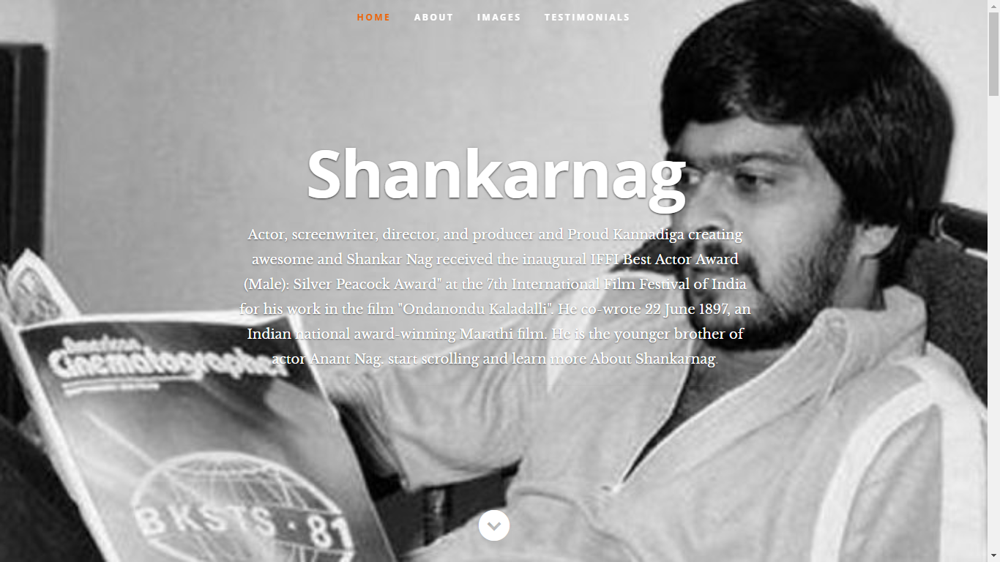 HOME ABOUT IMAGES TESTIMONIALS
Shankarnag
Actor, screenwriter, director, and producer and Proud Kannadiga creating
awesome and Shankar Nag received the inaugural IFFI Best Actor Award
(Male): Silver Peacock Award" at the 7th International Film Festival of India
for his work in the film "Ondanondu Kaladalli". He co-wrote 22 June 1897, an
Indian national award-winning Marathi film. He is the younger brother of
actor Anant Nag. start scrolling and learn more About Shankarnag.
American
Cinematographer
BKSTS · 81